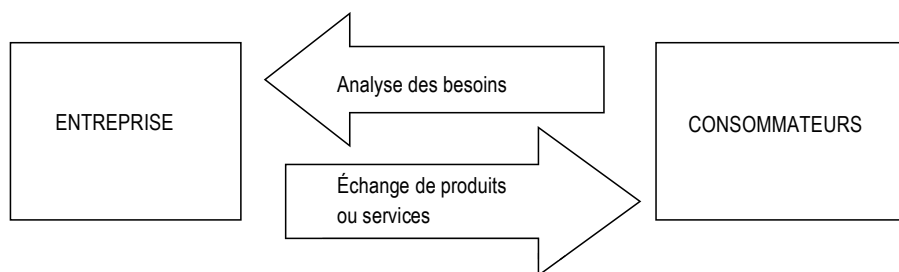 Analyse des besoins
ENTREPRISE
CONSOMMATEURS
Échange de produits
ou services